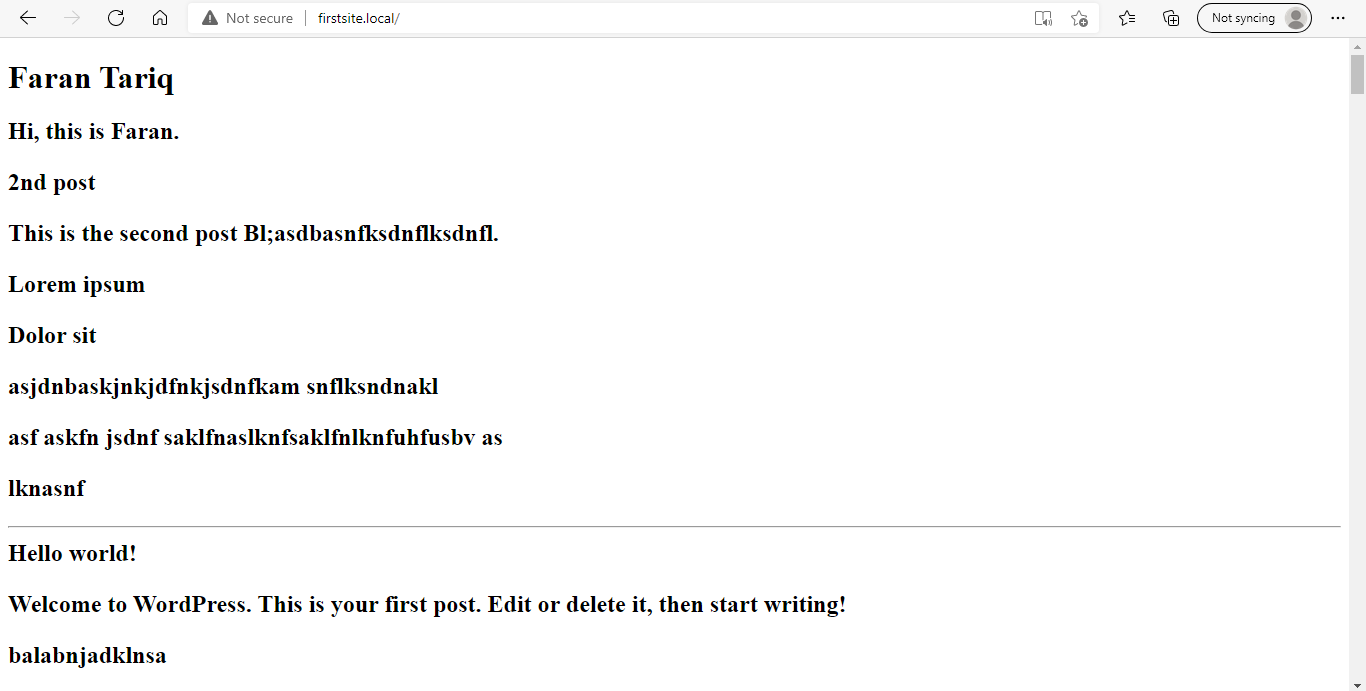 Not secure
firstsite.local/
Not syncing
Faran Tariq
Hi, this is Faran.
2nd post
This is the second post Bl;asdbasnfksdnflksdnfl.
Lorem ipsum
Dolor sit
asjdnbaskjnkjdfnkjsdnfkam snflksndnakl
asf askfn jsdnf saklfnaslknfsaklfnlknfuhfusbv as
lknasnf
Hello world!
Welcome to WordPress. This is your first post. Edit or delete it, then start writing!
balabnjadklnsa